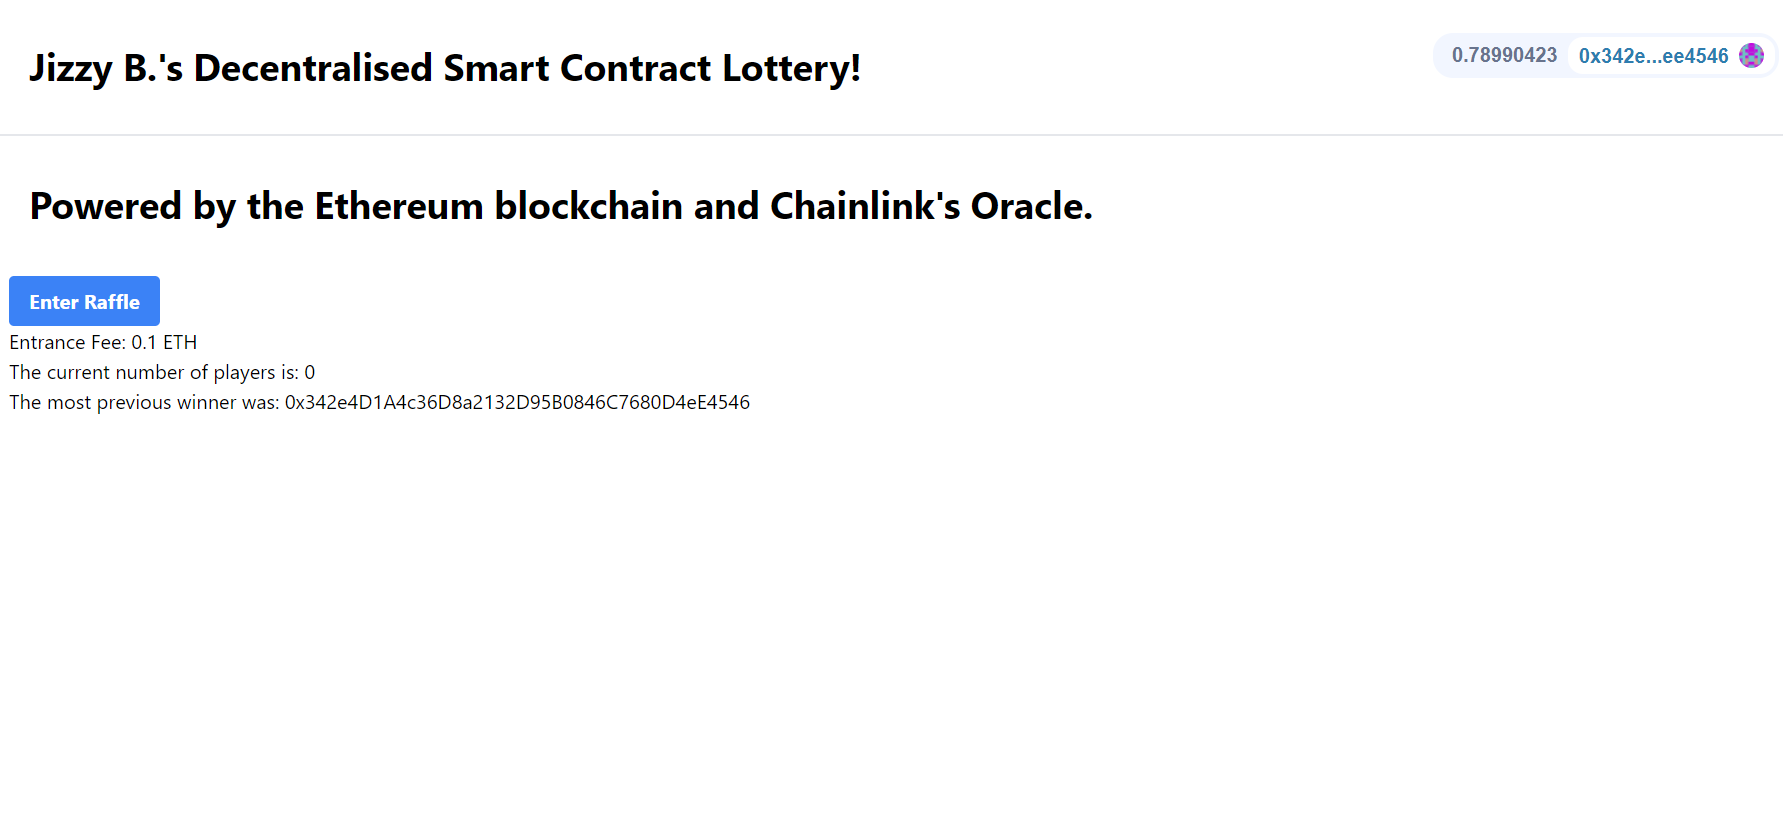 Jizzy B.'s Decentralised Smart Contract Lottery!
0.78990423 0x342e...ee4546
Powered by the Ethereum blockchain and Chainlink's Oracle.
Enter Raffle
Entrance Fee: 0.1 ETH
The current number of players is: 0
The most previous winner was: 0x342e4D1A4c36D8a2132D95B0846C7680D4eE4546